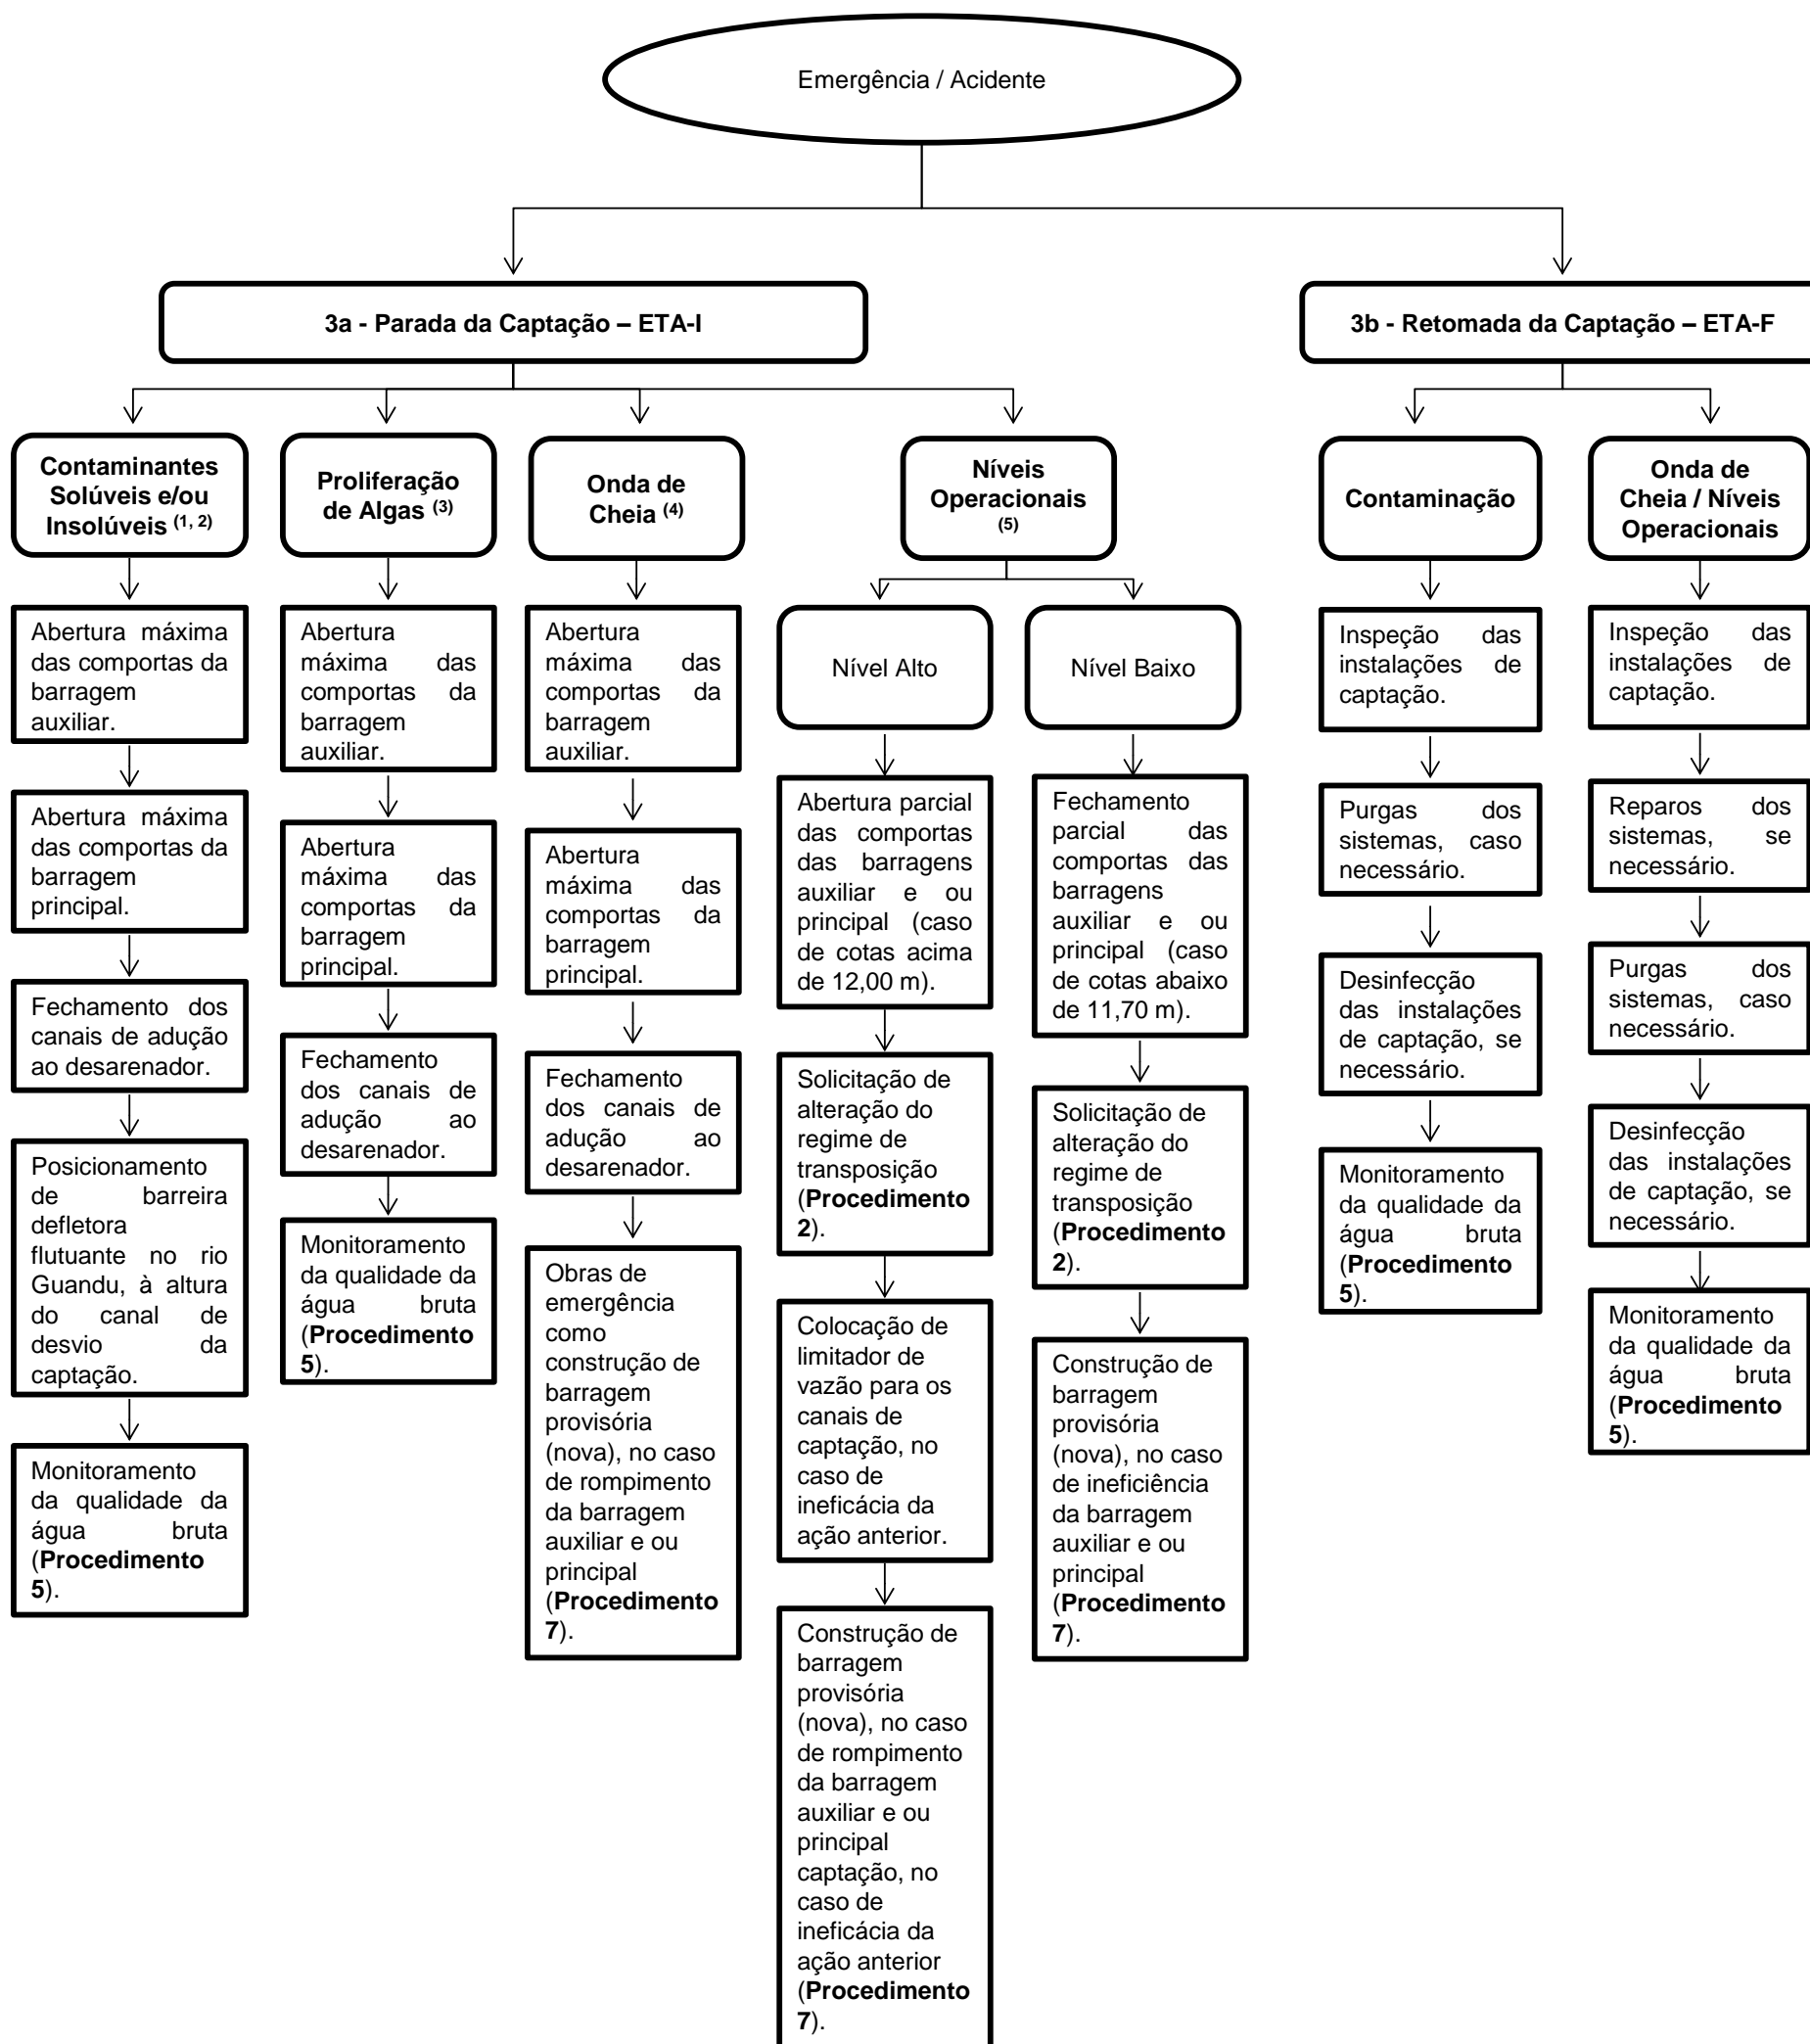 Emergência / Acidente
3a - Parada da Captação – ETA-I
3b - Retomada da Captação – ETA-F
Contaminantes
Solúveis e/ou
Insolúveis (1, 2)
Proliferação
de Algas (3)
Onda de
Cheia (4)
Níveis
Operacionais
(5)
Contaminação
Onda de
Cheia / Níveis
Operacionais
Abertura máxima
das comportas da
barragem
auxiliar.
Abertura máxima
das comportas da
barragem
principal.
Fechamento dos
canais de adução
ao desarenador.
Posicionamento
de barreira
defletora
flutuante no rio
Guandu, à altura
do canal de
desvio da
captação.
Monitoramento
da qualidade da
água bruta
(Procedimento
5).
Abertura
máxima das
comportas da
barragem
auxiliar.
Abertura
máxima das
comportas da
barragem
principal.
Fechamento
dos canais de
adução ao
desarenador.
Monitoramento
da qualidade da
água bruta
(Procedimento
5).
Abertura
máxima das
comportas da
barragem
auxiliar.
Abertura
máxima das
comportas da
barragem
principal.
Fechamento
dos canais de
adução ao
desarenador.
Obras de
emergência
como
construção de
barragem
provisória
(nova), no caso
de rompimento
da barragem
auxiliar e ou
principal
(Procedimento
7).
Nível Alto
Abertura parcial
das comportas
das barragens
auxiliar e ou
principal (caso
de cotas acima
de 12,00 m).
Solicitação de
alteração do
regime de
transposição
(Procedimento
2).
Colocação de
limitador de
vazão para os
canais de
captação, no
caso de
ineficácia da
ação anterior.
Construção de
barragem
provisória
(nova), no caso
de rompimento
da barragem
auxiliar e ou
principal
captação, no
caso de
ineficácia da
ação anterior
(Procedimento
7).
Nível Baixo
Fechamento
parcial das
comportas das
barragens
auxiliar e ou
principal (caso
de cotas abaixo
de 11,70 m).
Solicitação de
alteração do
regime de
transposição
(Procedimento
2).
Construção de
barragem
provisória
(nova), no caso
de ineficiência
da barragem
auxiliar e ou
principal
(Procedimento
7).
Inspeção das
instalações de
captação.
Purgas dos
sistemas, caso
necessário.
Desinfecção
das instalações
de captação, se
necessário.
Monitoramento
da qualidade da
água bruta
(Procedimento
5).
Inspeção das
instalações de
captação.
Reparos dos
sistemas, se
necessário.
Purgas dos
sistemas, caso
necessário.
Desinfecção
das instalações
de captação, se
necessário.
Monitoramento
da qualidade da
água bruta
(Procedimento
5).